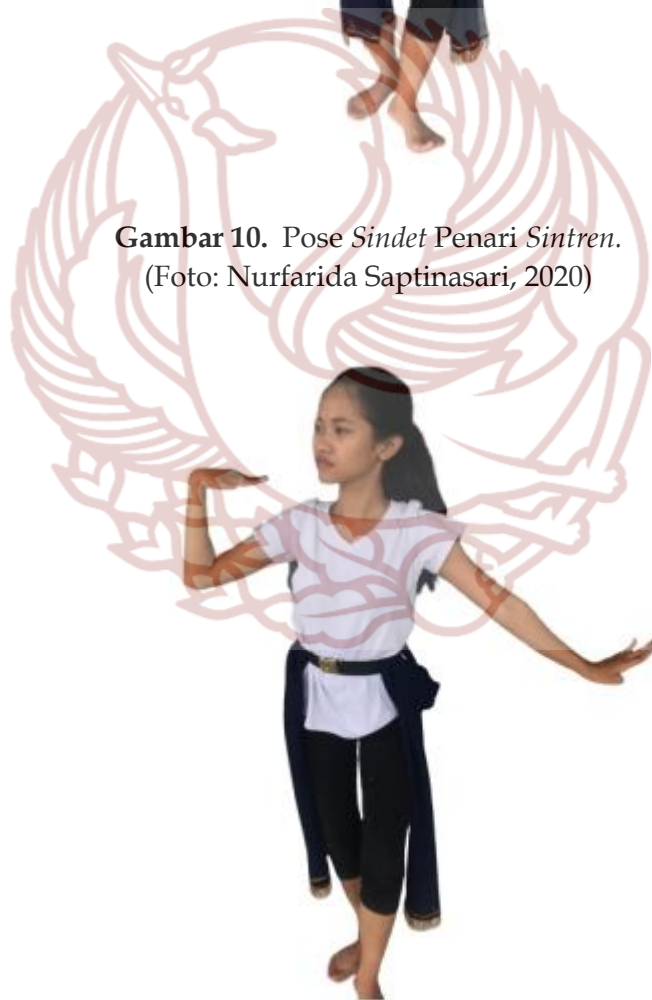 Gambar 10. Pose Sindet Penari Sintren.
(Foto: Nurfarida Saptinasari, 2020)